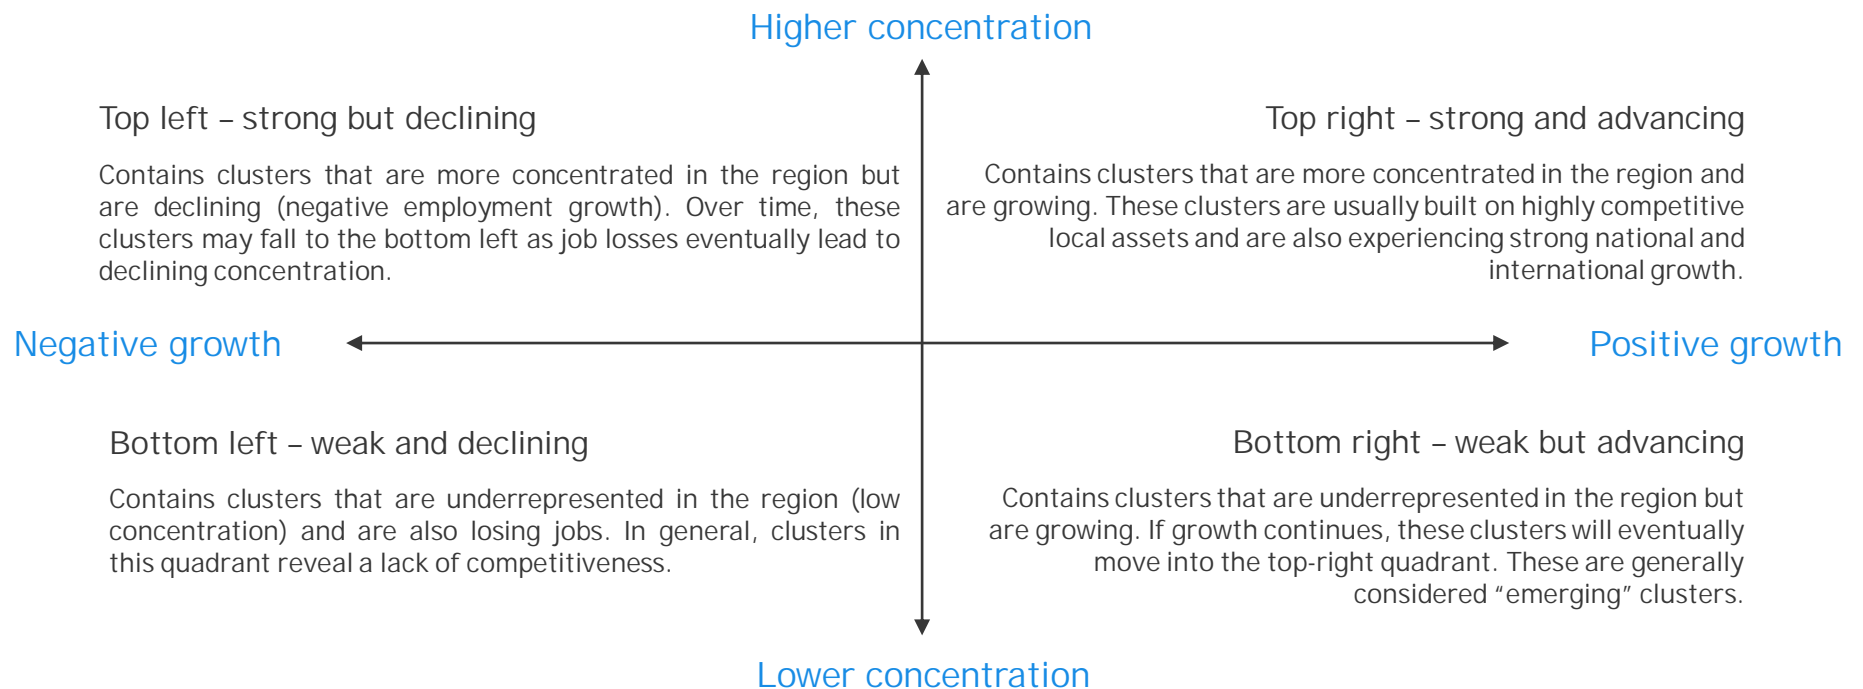 Higher concentration
Top left – strong but declining
Contains clusters that are more concentrated in the region but
are declining (negative employment growth). Over time, these
clusters may fall to the bottom left as job losses eventually lead to
declining concentration.
Top right – strong and advancing
Contains clusters that are more concentrated in the region and
are growing. These clusters are usually built on highly competitive
local assets and are also experiencing strong national and
international growth.
Negative growth
Positive growth
Bottom left – weak and declining
Contains clusters that are underrepresented in the region (low
concentration) and are also losing jobs. In general, clusters in
this quadrant reveal a lack of competitiveness.
Bottom right – weak but advancing
Contains clusters that are underrepresented in the region but
are growing. If growth continues, these clusters will eventually
move into the top-right quadrant. These are generally
considered “emerging” clusters.
Lower concentration